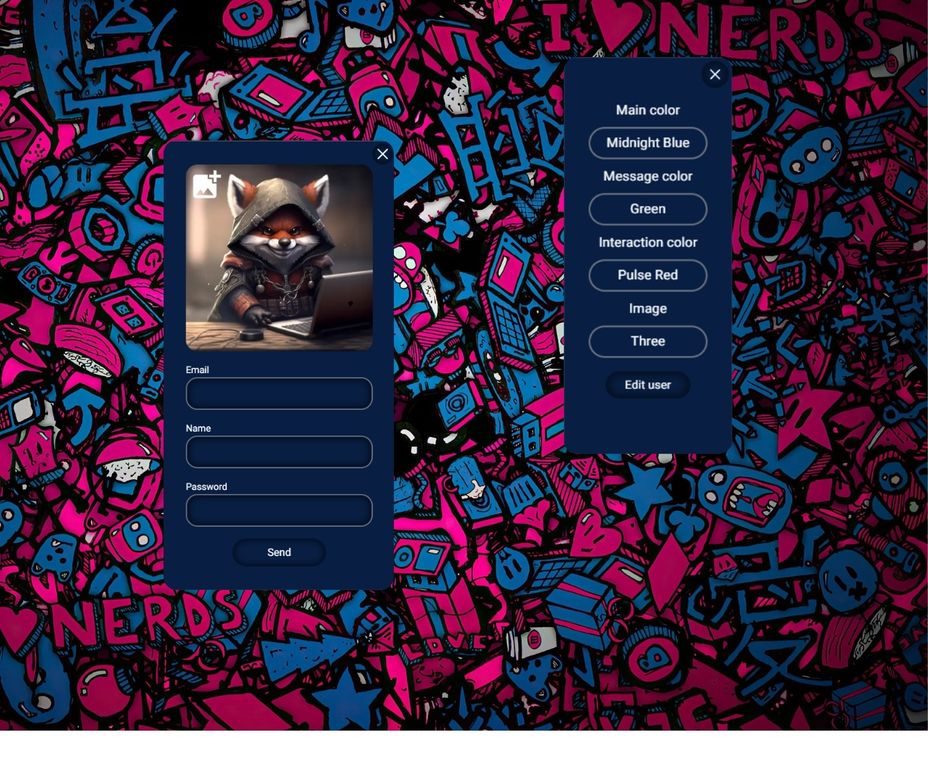 I NERDS
Main color
Midnight Blue
Message color
Green
Interaction color
Pulse Red
Image
Three
Edit user
Email
Name
Password
Send
NERDS
LOVE